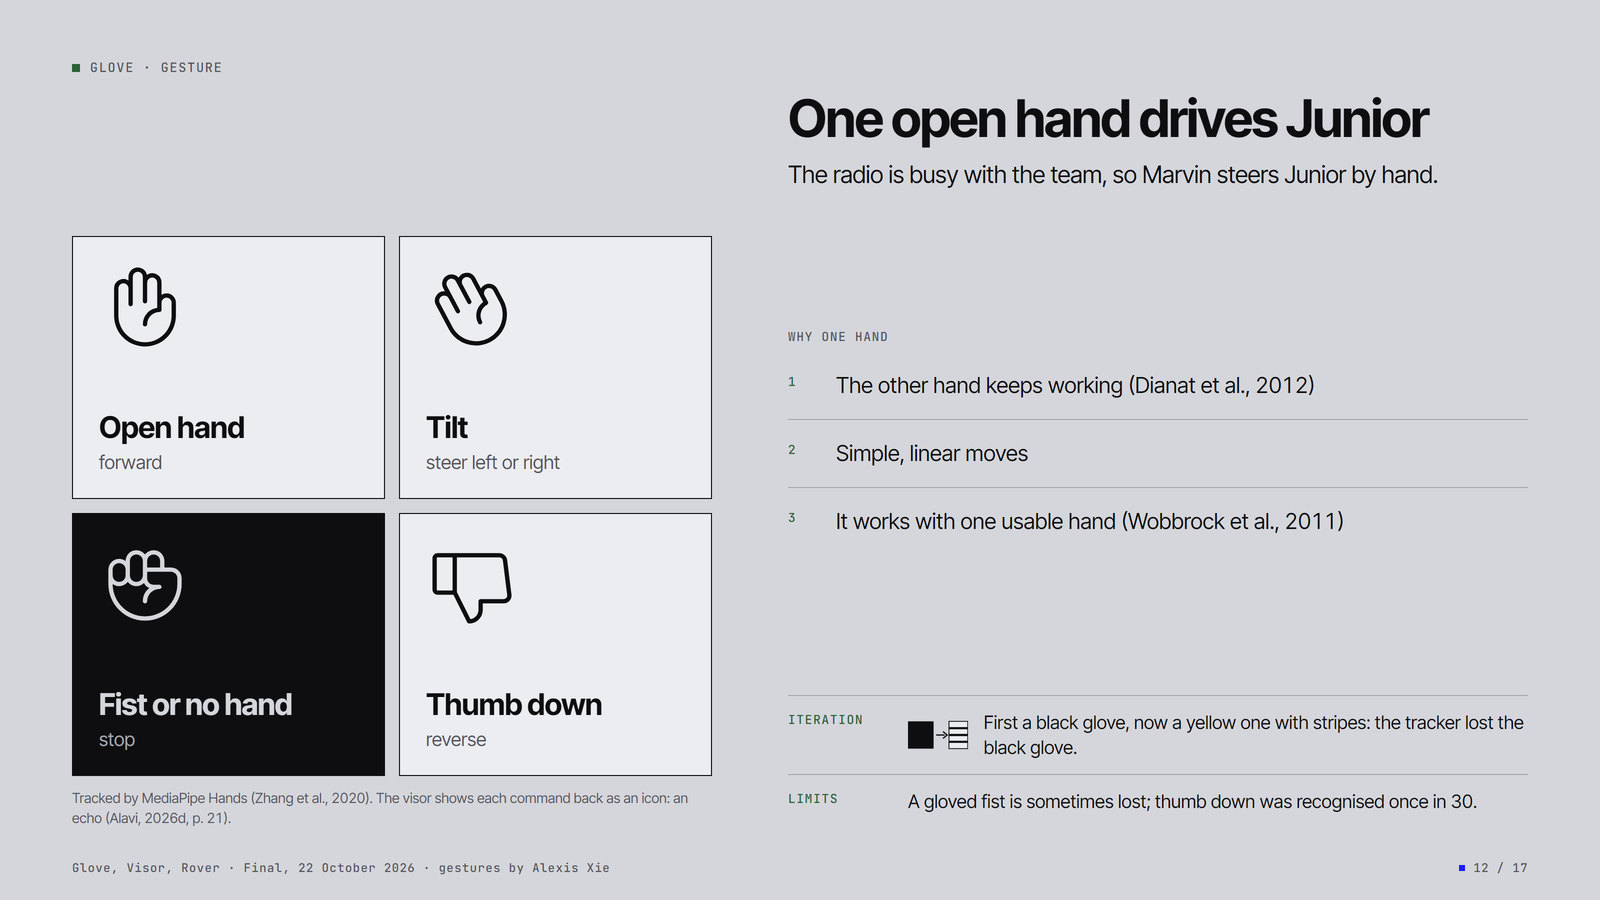 GLOVE · GESTURE
One open hand drives Junior
The radio is busy with the team, so Marvin steers Junior by hand.
Open hand
forward
Tilt
steer left or right
Fist or no hand
stop
Thumb down
reverse
Tracked by MediaPipe Hands (Zhang et al., 2020). The visor shows each command back as an icon: an
echo (Alavi, 2026d, p. 21).
WHY ONE HAND
1 The other hand keeps working (Dianat et al., 2012)
2 Simple, linear moves
3 It works with one usable hand (Wobbrock et al., 2011)
ITERATION
First a black glove, now a yellow one with stripes: the tracker lost the
black glove.
LIMITS
A gloved fist is sometimes lost; thumb down was recognised once in 30.
Glove, Visor, Rover · Final, 22 October 2026 · gestures by Alexis Xie
12 / 17